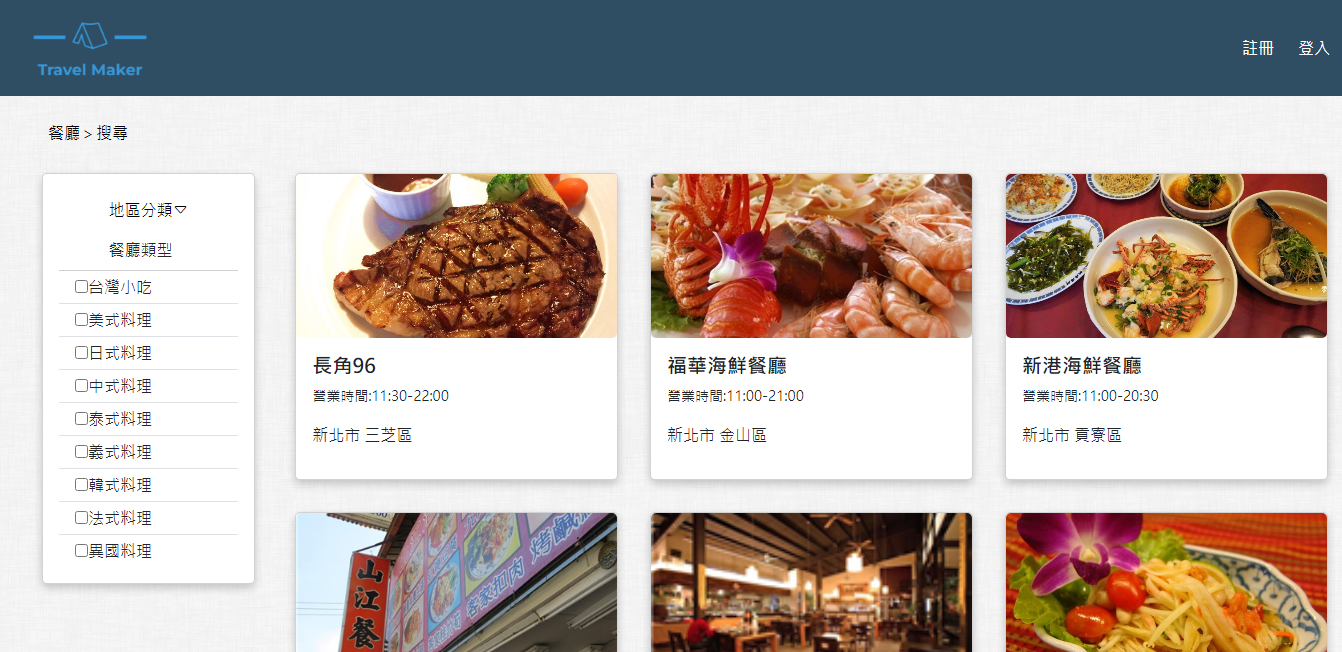 Travel Maker
註冊 登入
餐廳 > 搜尋
地區分類
餐廳類型
台灣小吃
美式料理
日式料理
中式料理
泰式料理
義式料理
韓式料理
法式料理
異國料理
長角96
營業時間:11:30-22:00
新北市 三芝區
福華海鮮餐廳
營業時間:11:00-21:00
新北市 金山區
新港海鮮餐廳
營業時間:11:00-20:30
新北市 貢寮區
山江餐
客家扣肉 烤鹹